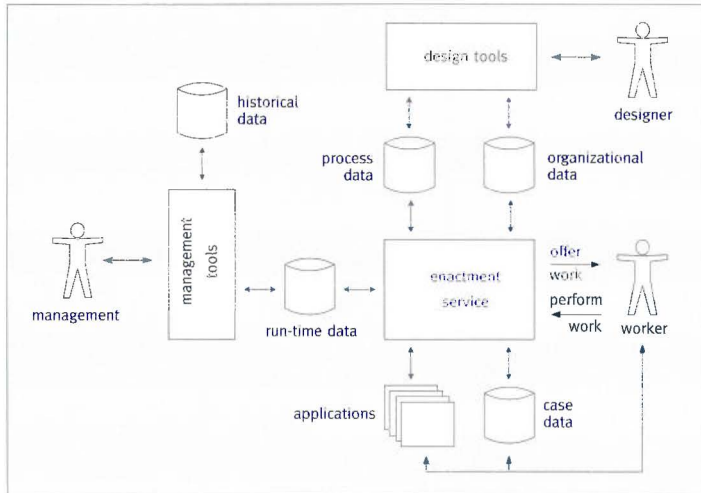 design tools
designer
historical
data
process
data
organizational
data
management
tools
management
run-time data
enactment
service
offer
work
perform
work
worker
applications
case
data